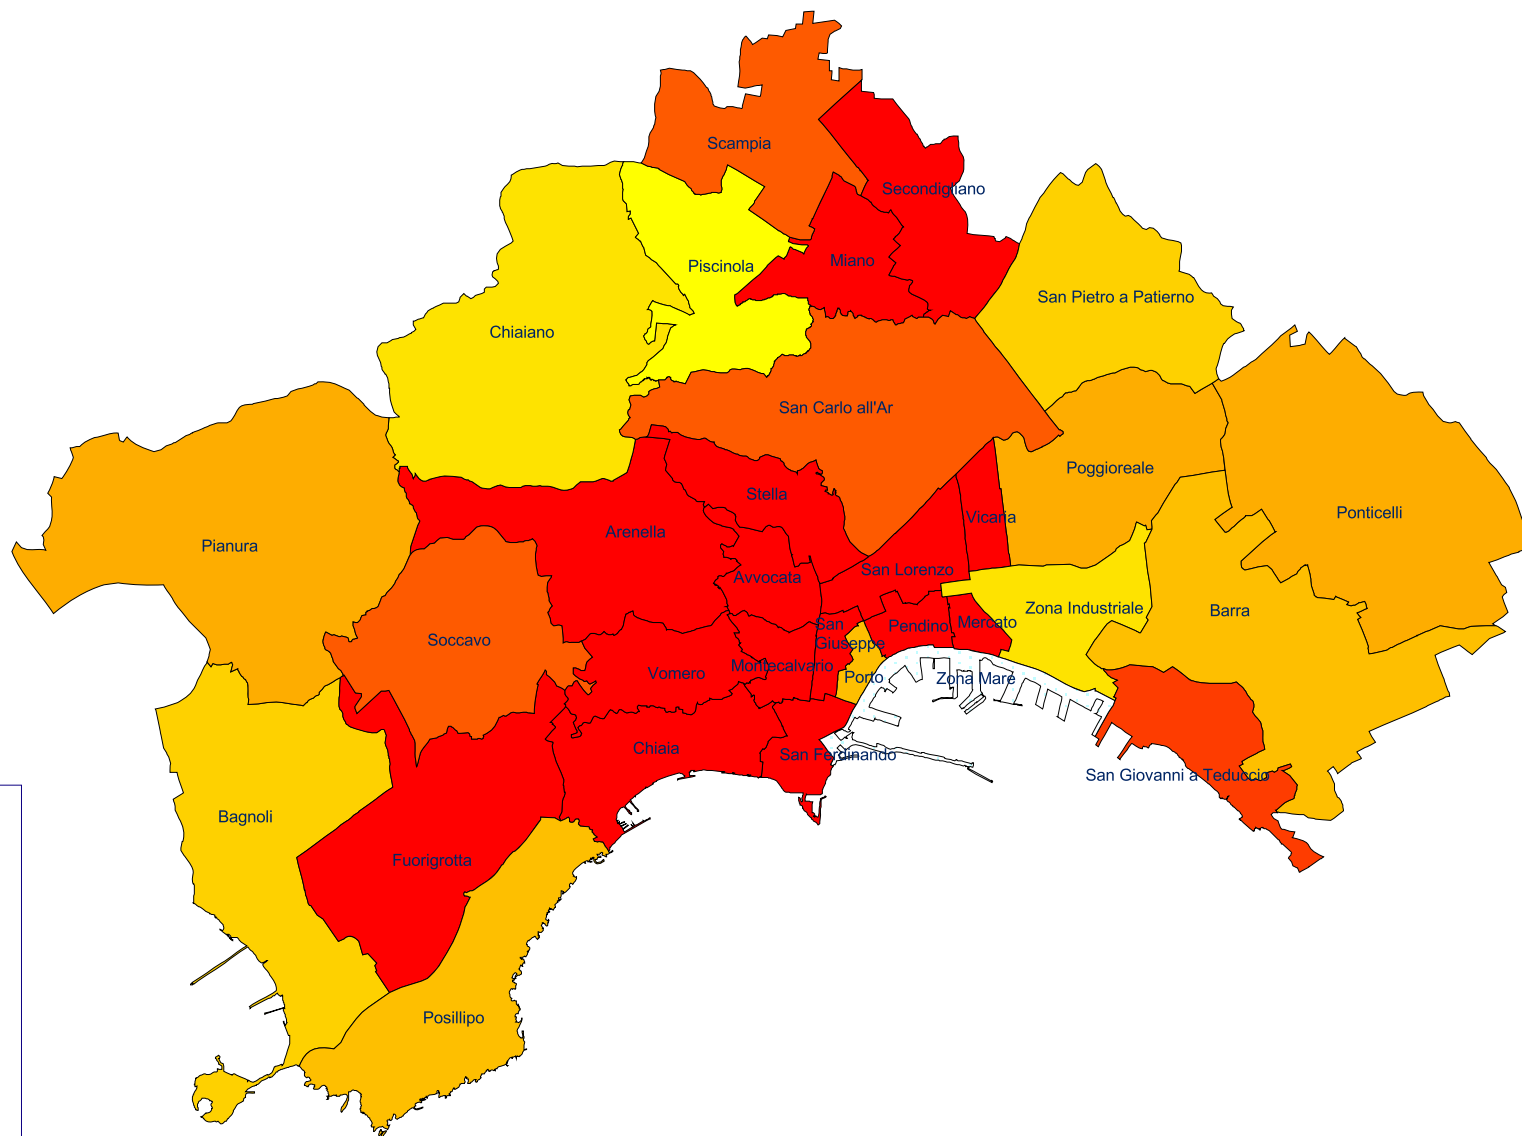 Scampia
Secondigliano
Miano
Piscinola
San Pietro a Patierno
Chiaiano
San Carlo all'Ar
Poggioreale
Stella
Ponticelli
Vicaria
Arenella
Pianura
San Lorenzo
Avvocata
Zona Industriale
Barra
Mercato
San
Giuseppe
Pendino
Soccavo
Montecalvario
Vomero
Porto
Zona Mare
Chiaia
San Ferdinando
San Giovanni a Teduccio
Bagnoli
Fuorigrotta
Posillipo